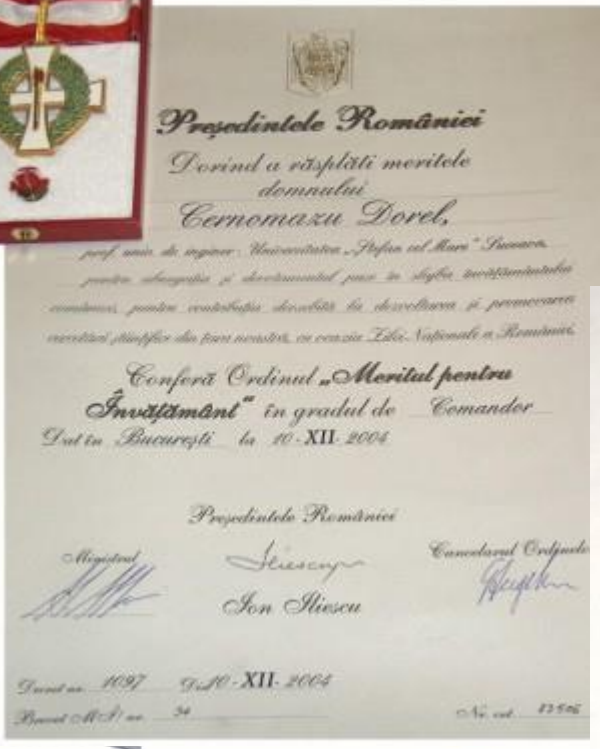 Președintele României
Dorind a răsplăti meritele
domnului
Cernomazu Dorel,
prof. univ. dr. inginer - Universitatea „Ștefan cel Mare" Suceava,
pentru abnegația și devotamentul puse în slujba învățământului
românesc, pentru contribuția deosebită la dezvoltarea și promovarea
cercetării științifice din țara noastră, cu ocazia Zilei Naționale a României,
Conferă Ordinul „Meritul pentru
Învățământ" în gradul de Comandor
Dat în București la 10-XII-2004
Președintele României
Ministrul
Cancelarul Ordinelor
Ion Iliescu
Decret nr. 1097 Din 10-XII-2004
Brevet nr. 34
Nr. cat.